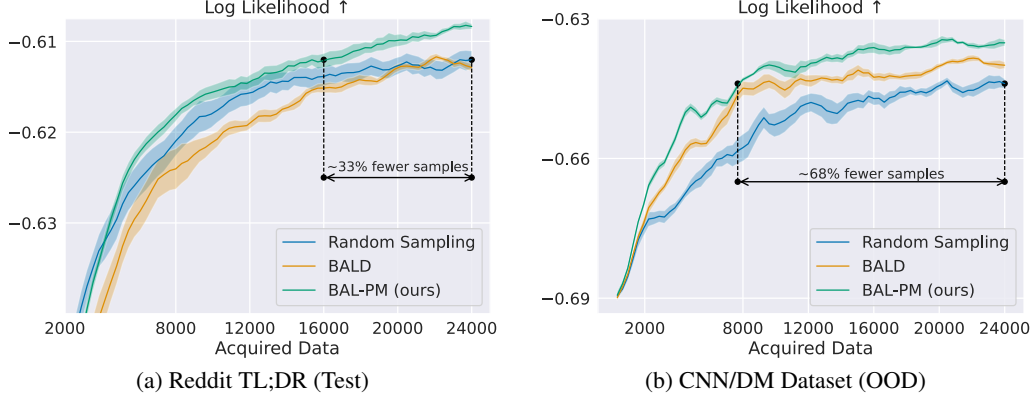 Log Likelihood ↑
−0.61
−0.62
−0.63
~33% fewer samples
Random Sampling
BALD
BAL-PM (ours)
2000 8000 12000 16000 20000 24000
Acquired Data
(a) Reddit TL;DR (Test)
Log Likelihood ↑
−0.63
−0.66
−0.69
~68% fewer samples
Random Sampling
BALD
BAL-PM (ours)
2000 8000 12000 16000 20000 24000
Acquired Data
(b) CNN/DM Dataset (OOD)